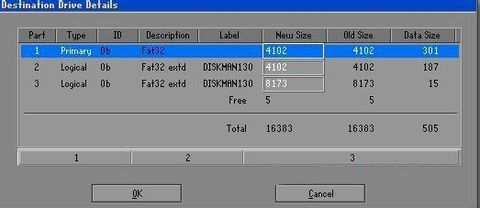 Destination Drive Details
Part Type ID Description Label New Size Old Size Data Size
1 Primary 0b Fat32 4102 4102 301
2 Logical 0b Fat32 extd DISKMAN130 4102 4102 187
3 Logical 0b Fat32 extd DISKMAN130 8173 8173 15
Free 5 5
Total 16383 16383 505
1 2 3
OK Cancel